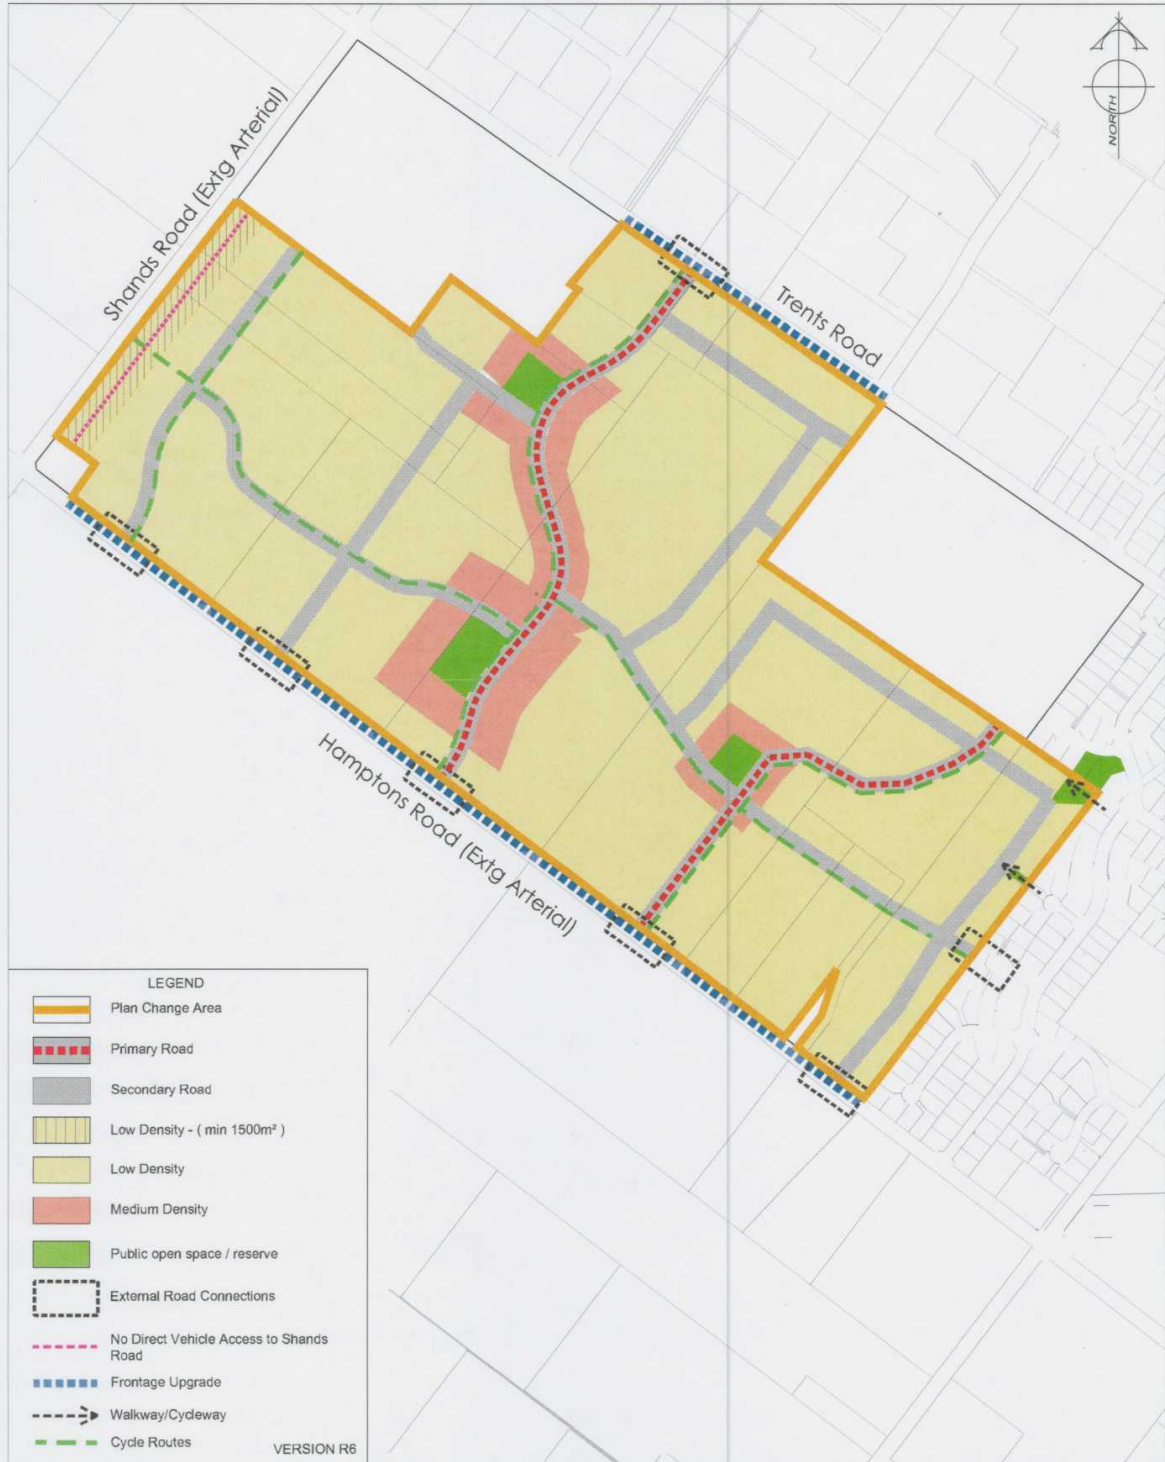 NORTH
Shands Road (Extg Arterial)
Trents Road
Hamptons Road (Extg Arterial)
LEGEND
Plan Change Area
Primary Road
Secondary Road
Low Density - ( min 1500m² )
Low Density
Medium Density
Public open space / reserve
External Road Connections
No Direct Vehicle Access to Shands
Road
Frontage Upgrade
Walkway/Cycleway
Cycle Routes
VERSION R6